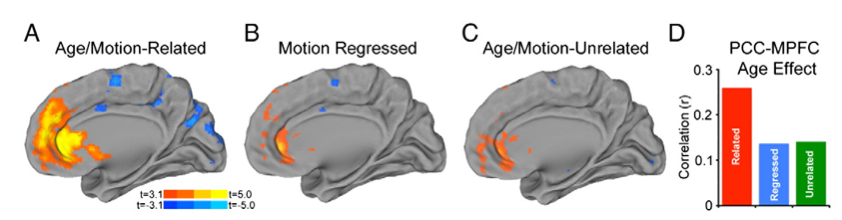 A
Age/Motion-Related
t=3.1 t=5.0
t=-3.1 t=-5.0
B
Motion Regressed
C
Age/Motion-Unrelated
D
PCC-MPFC
Age Effect
Correlation (r)
0.3
0.2
0.1
0
Related
Regressed
Unrelated